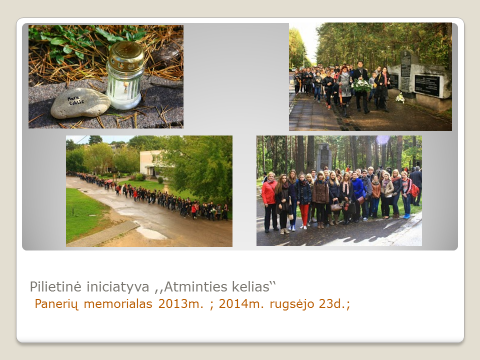 Pilietinė iniciatyva ,,Atminties kelias‘‘
Panerių memorialas 2013m. ; 2014m. rugsėjo 23d.;